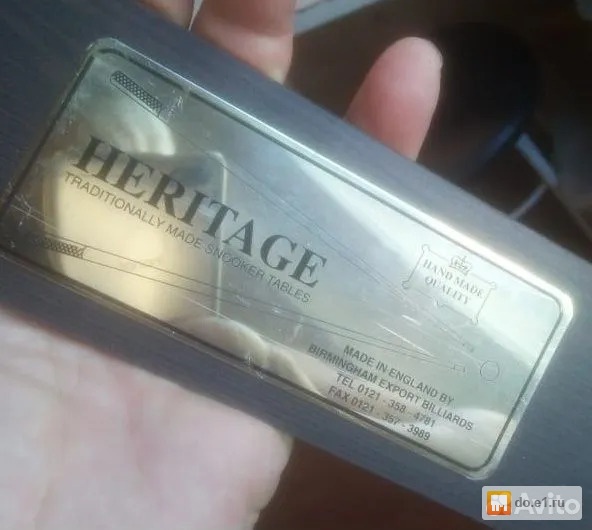 HERITAGE
TRADITIONALLY MADE SNOOKER TABLES
HAND MADE
QUALITY
MADE IN ENGLAND BY
BIRMINGHAM EXPORT BILLIARDS
TEL 0121 - 358 - 4781
FAX 0121 - 357 - 3989
do.e1.ru
Avito